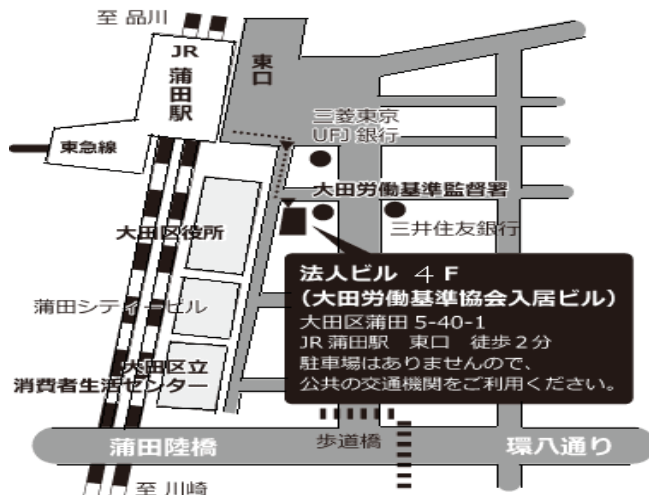 至 品川
JR
蒲田駅
東口
東急線
三菱東京
UFJ 銀行
大田労働基準監督署
三井住友銀行
大田区役所
法人ビル 4 F
(大田労働基準協会入居ビル)
大田区蒲田 5-40-1
JR 蒲田駅 東口 徒歩 2 分
駐車場はありませんので、
公共の交通機関をご利用ください。
蒲田シティービル
大田区立
消費者生活センター
蒲田陸橋
歩道橋
環八通り
至 川崎